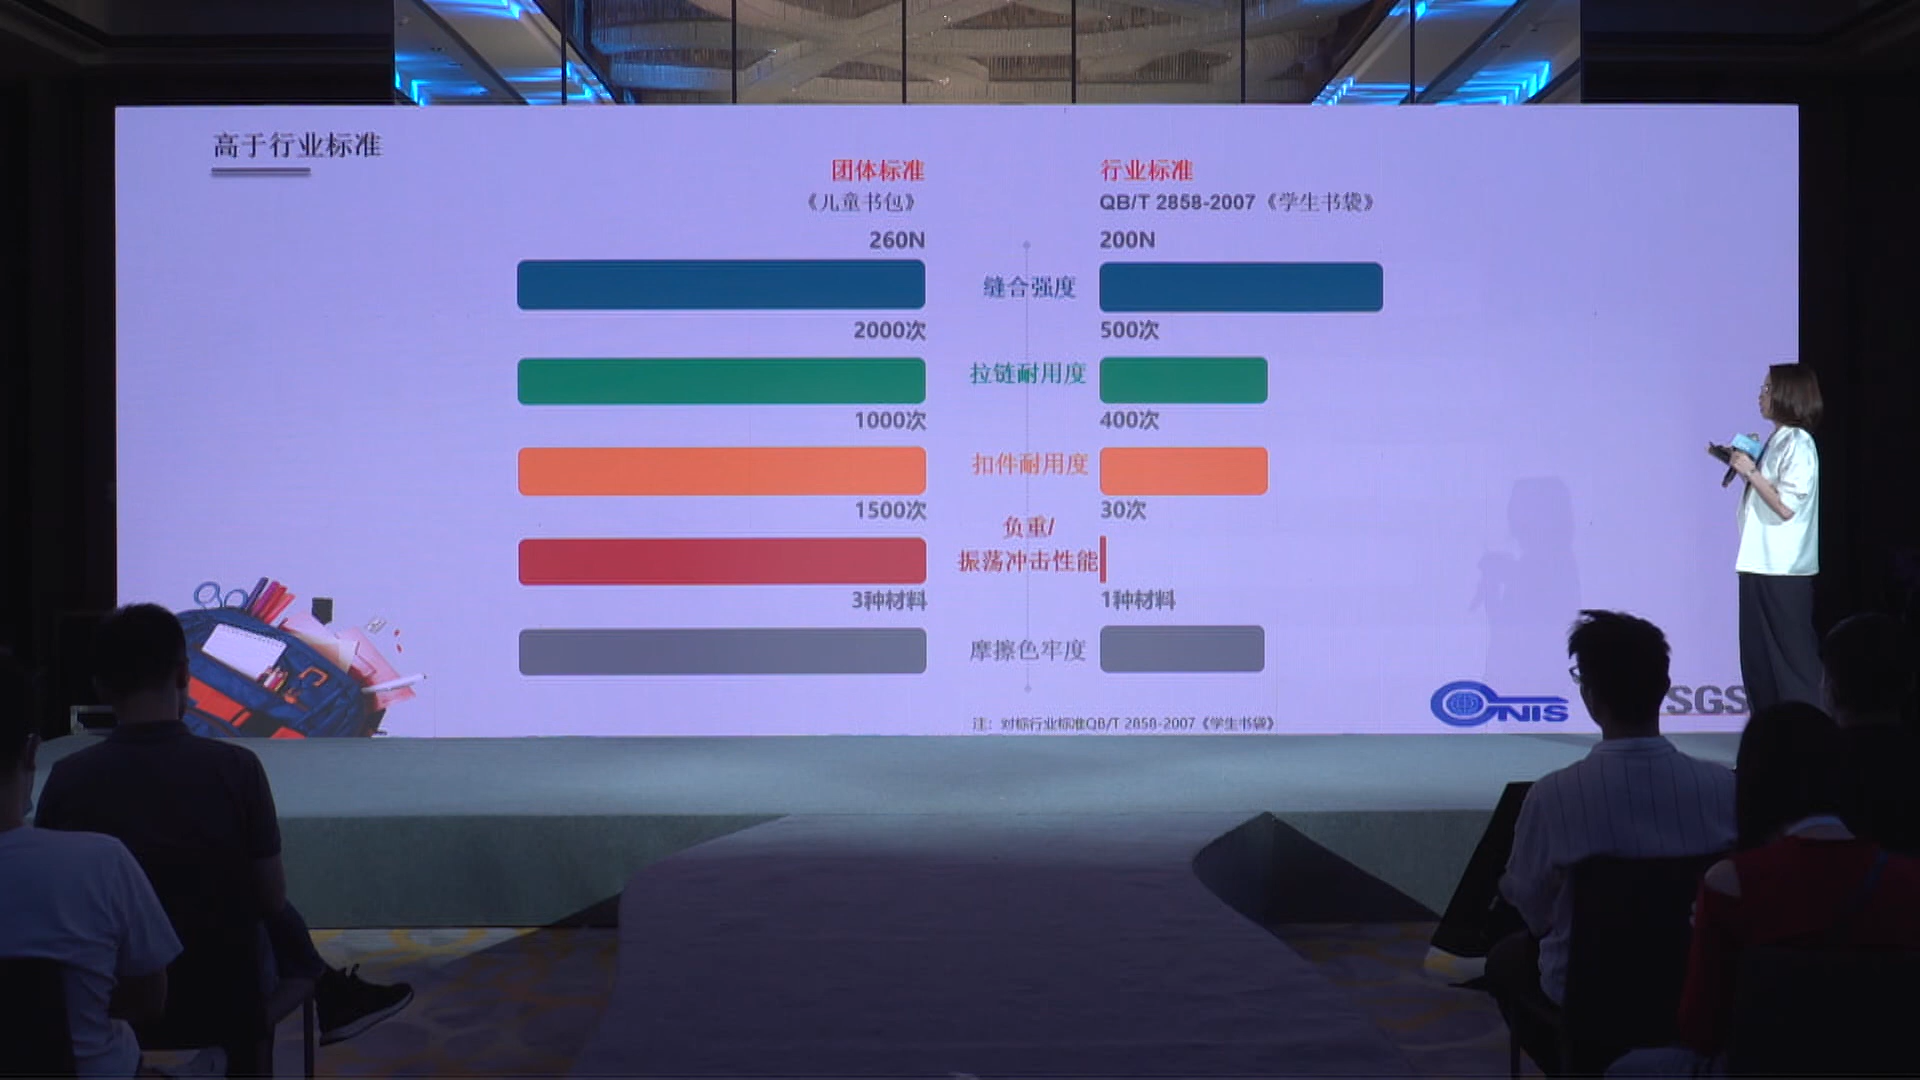 高于行业标准
团体标准
《儿童书包》
行业标准
QB/T 2858-2007《学生书袋》
260N
缝合强度
200N
2000次
拉链耐用度
500次
1000次
扣件耐用度
400次
1500次
负重/
振荡冲击性能
30次
3种材料
摩擦色牢度
1种材料
注：对标行业标准QB/T 2858-2007《学生书袋》
NIS
SGS